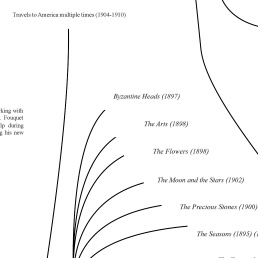 Travels to America multiple times (1904-1910)
Byzantine Heads (1897)
king with
Fouquet
lp during
g his new
The Arts (1898)
The Flowers (1898)
The Moon and the Stars (1902)
The Precious Stones (1900)
The Seasons (1895)